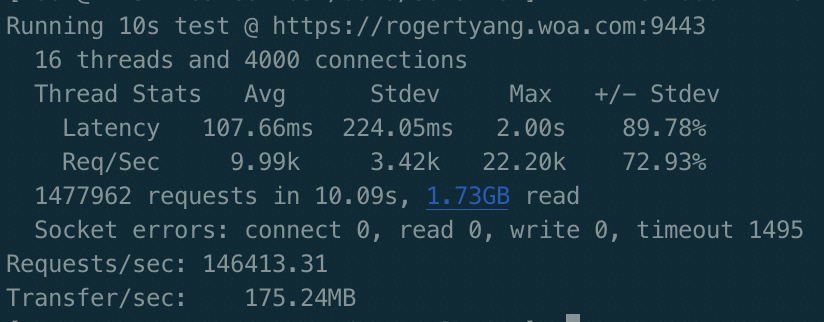 Running 10s test @ https://rogertyang.woa.com:9443
  16 threads and 4000 connections
  Thread Stats   Avg      Stdev     Max   +/- Stdev
    Latency   107.66ms  224.05ms   2.00s    89.78%
    Req/Sec     9.99k     3.42k   22.20k    72.93%
  1477962 requests in 10.09s, 1.73GB read
  Socket errors: connect 0, read 0, write 0, timeout 1495
Requests/sec: 146413.31
Transfer/sec:    175.24MB